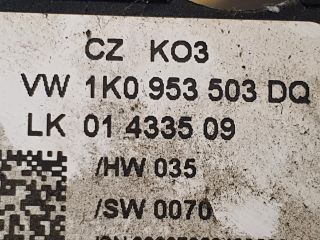 CZ KO3
VW 1K0 953 503 DQ
LK 01 4335 09
/HW 035
/SW 0070